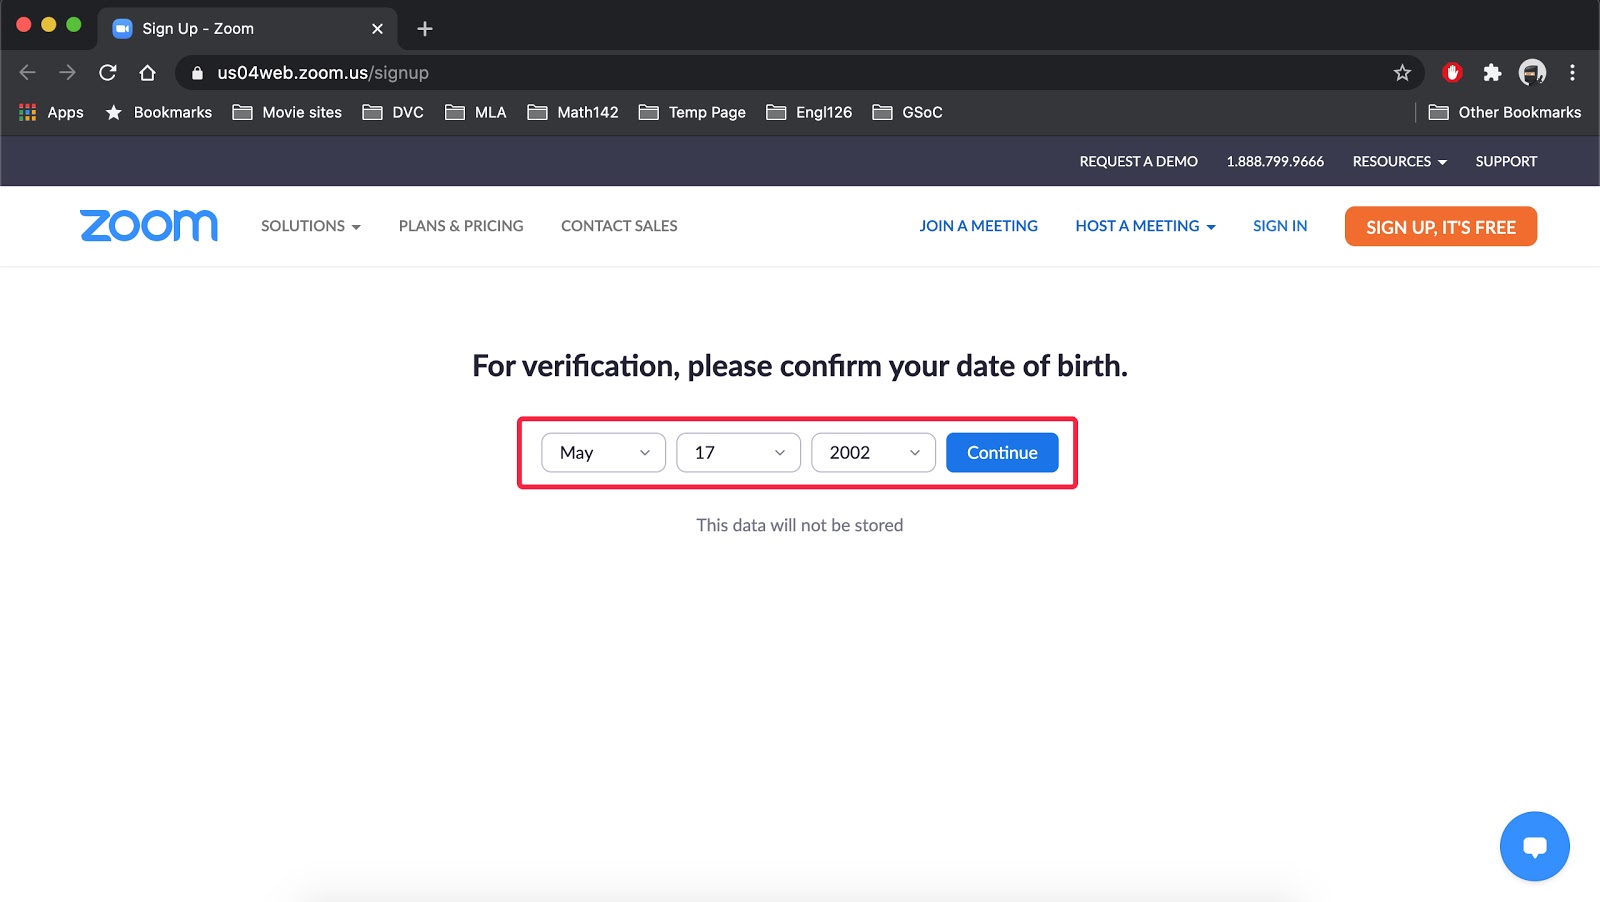 Sign Up - Zoom
us04web.zoom.us/signup
Apps Bookmarks Movie sites DVC MLA Math142 Temp Page Engl126 GSoC Other Bookmarks
REQUEST A DEMO 1.888.799.9666 RESOURCES SUPPORT
zoom SOLUTIONS PLANS & PRICING CONTACT SALES JOIN A MEETING HOST A MEETING SIGN IN SIGN UP, IT'S FREE
For verification, please confirm your date of birth.
May 17 2002 Continue
This data will not be stored